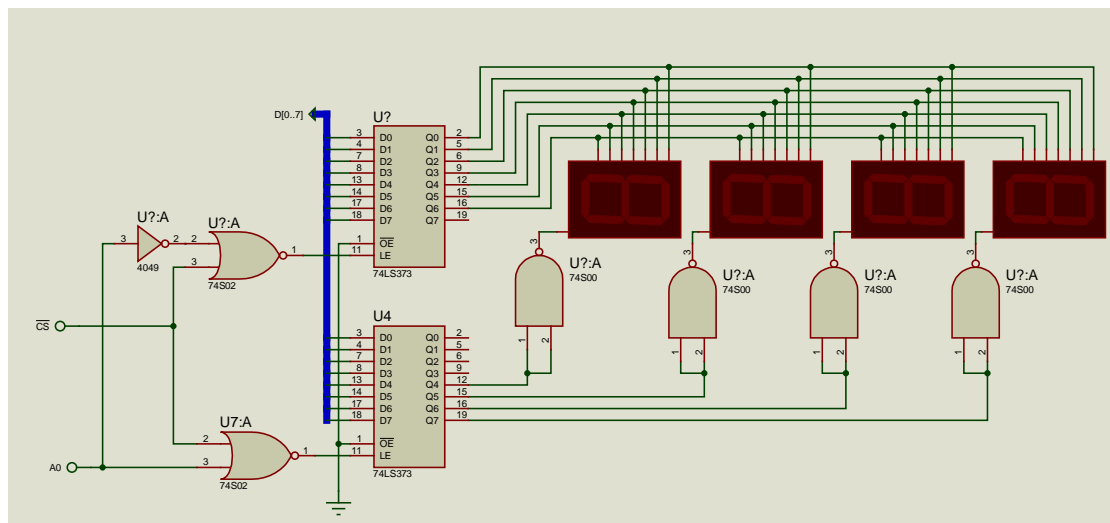 D[0..7]
U?
3 D0 Q0 2
4 D1 Q1 5
7 D2 Q2 6
8 D3 Q3 9
13 D4 Q4 12
14 D5 Q5 15
17 D6 Q6 16
18 D7 Q7 19
1 OE
11 LE
74LS373
U?:A
3 2
4049
U?:A
2
3
1
74S02
CS
A0
U7:A
2
3
1
74S02
U4
3 D0 Q0 2
4 D1 Q1 5
7 D2 Q2 6
8 D3 Q3 9
13 D4 Q4 12
14 D5 Q5 15
17 D6 Q6 16
18 D7 Q7 19
1 OE
11 LE
74LS373
3
U?:A
74S00
1 2
3
U?:A
74S00
1 2
3
U?:A
74S00
1 2
3
U?:A
74S00
1 2